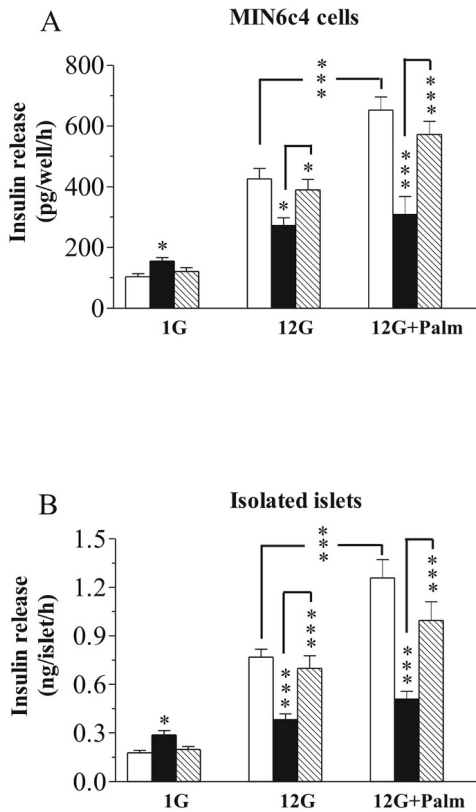 A
MIN6c4 cells
Insulin release
(pg/well/h)
800
600
400
200
0
***
*
*
*
***
***
1G
12G
12G+Palm
B
Isolated islets
Insulin release
(ng/islet/h)
1.5
1.2
0.9
0.6
0.3
0.0
***
*
***
***
***
***
1G
12G
12G+Palm